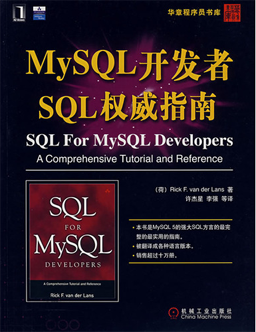 华章程序员书库
MySQL开发者
SQL权威指南
SQL For MySQL Developers
A Comprehensive Tutorial and Reference
（荷）Rick F. van der Lans 著
许杰星 李强 等译
SQL
FOR
MySQL
DEVELOPERS
A Comprehensive Tutorial and Reference
Rick F. van der Lans
•本书是MySQL 5的强大SQL方言的最完
整的最实用的指南。
•被翻译成各种语言版本。
•销售超过十万册。
机械工业出版社
China Machine Press